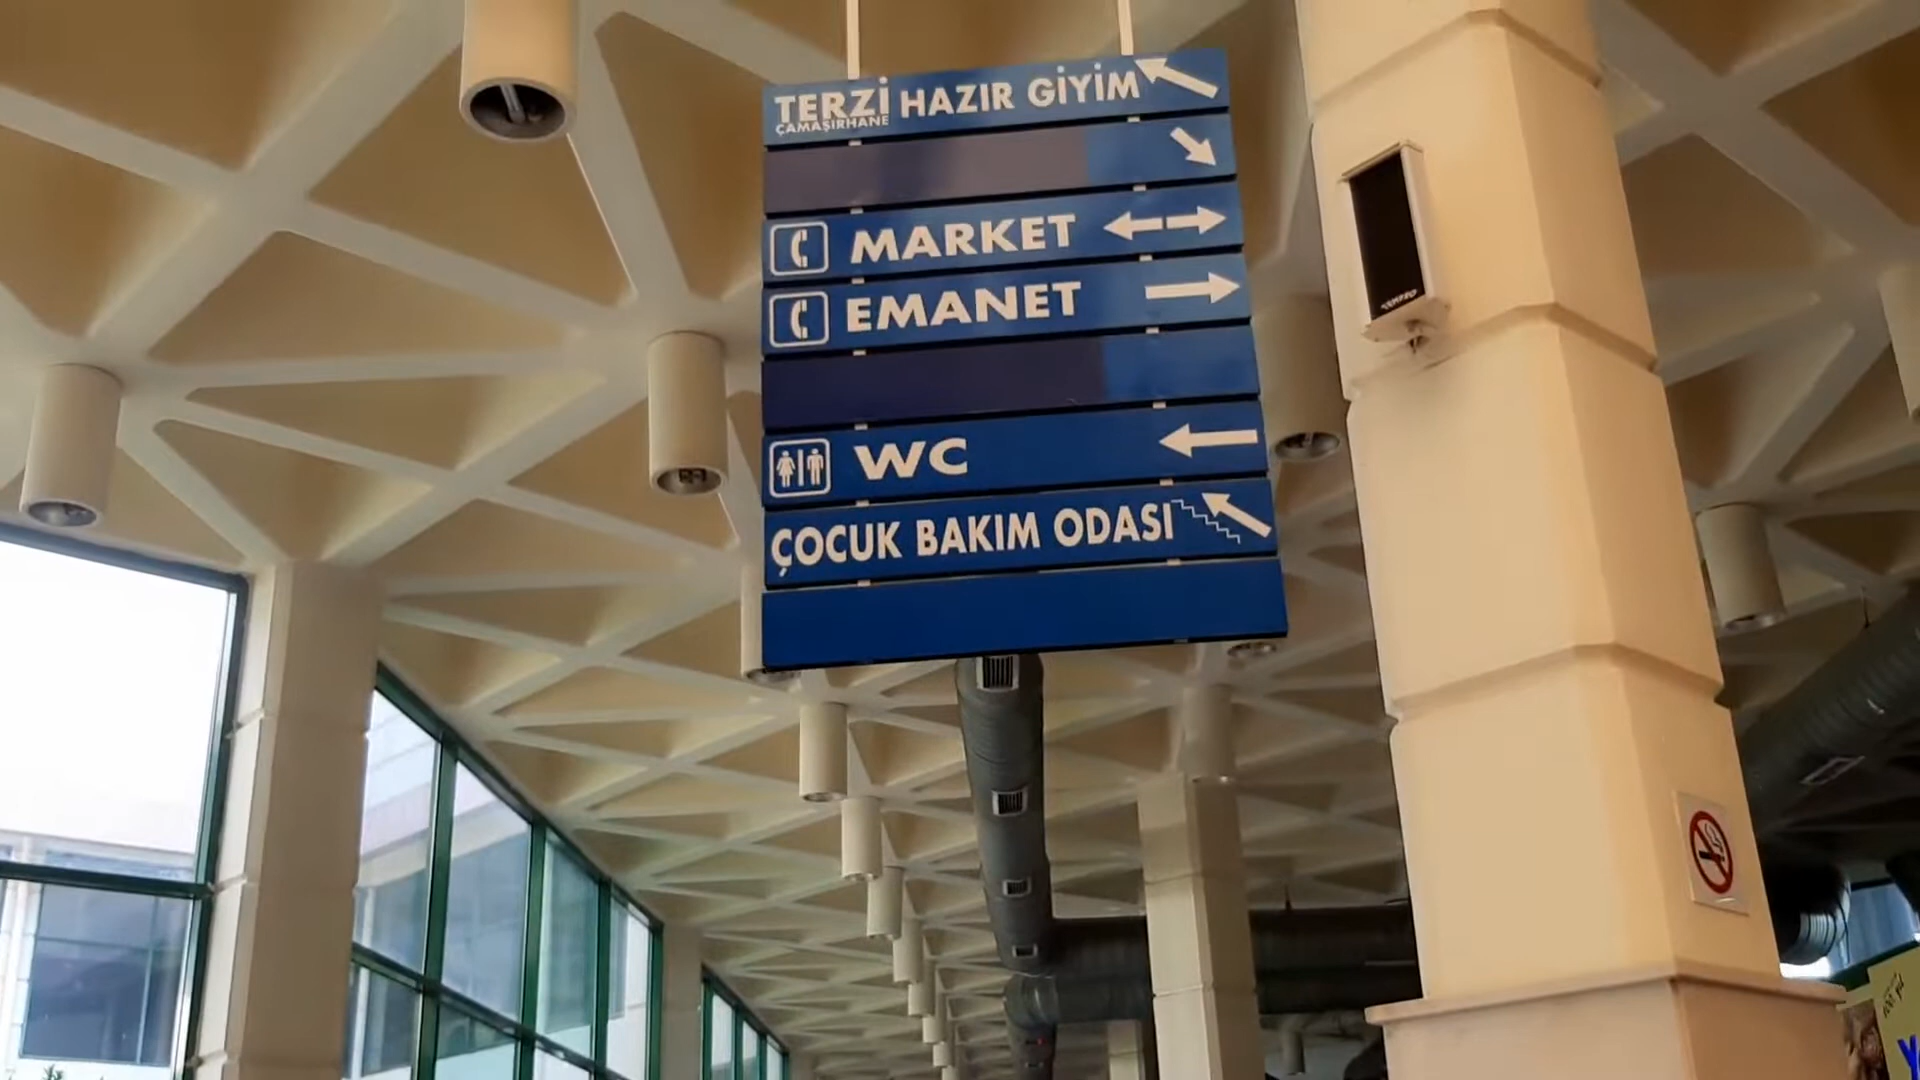 TERZİ HAZIR GİYİM
ÇAMAŞIRHANE
MARKET
EMANET
WC
ÇOCUK BAKIM ODASI